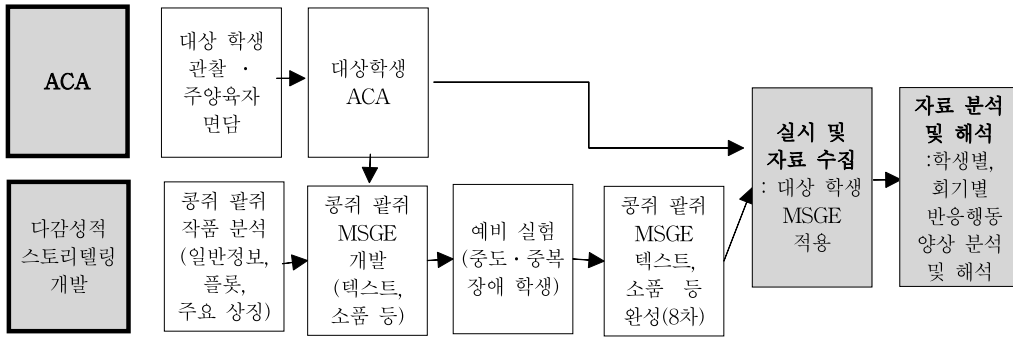 ACA
대상 학생
관찰 ·
주양육자
면담
대상학생
ACA
다감성적
스토리텔링
개발
콩쥐 팥쥐
작품 분석
(일반정보,
플롯,
주요 상징)
콩쥐 팥쥐
MSGE
개발
(텍스트,
소품 등)
예비 실험
(중도·중복
장애 학생)
콩쥐 팥쥐
MSGE
텍스트,
소품 등
완성(8차)
실시 및
자료 수집
: 대상 학생
MSGE
적용
자료 분석
및 해석
:학생별,
회기별
반응행동
양상 분석
및 해석